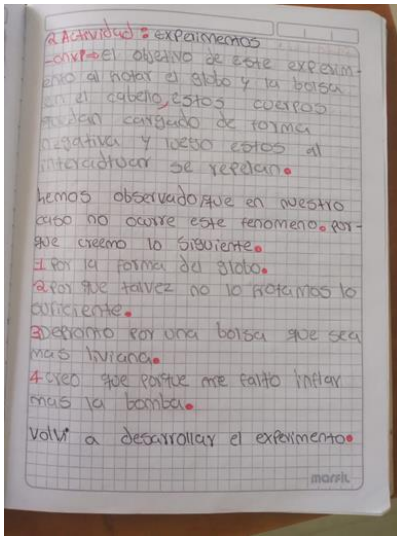 2 Actividad: experimentos
conv. el objetivo de este experim-
ento al frotar el globo y la bolsa
en el cabello, estos cuerpos
quedan cargado de forma
negativa y luego estos al
interactuar se repelan.
hemos observado que en nuestro
caso no ocurre este fenomeno. por-
que creemo lo siguiente.
1 Por la forma del globo.
2 por que talvez no lo frotamos lo
suficiente.
3 por una bolsa que sea
mas liviana.
4 creo que porque me falto inflar
mas la bomba.
volvi a desarrollar el experimento.